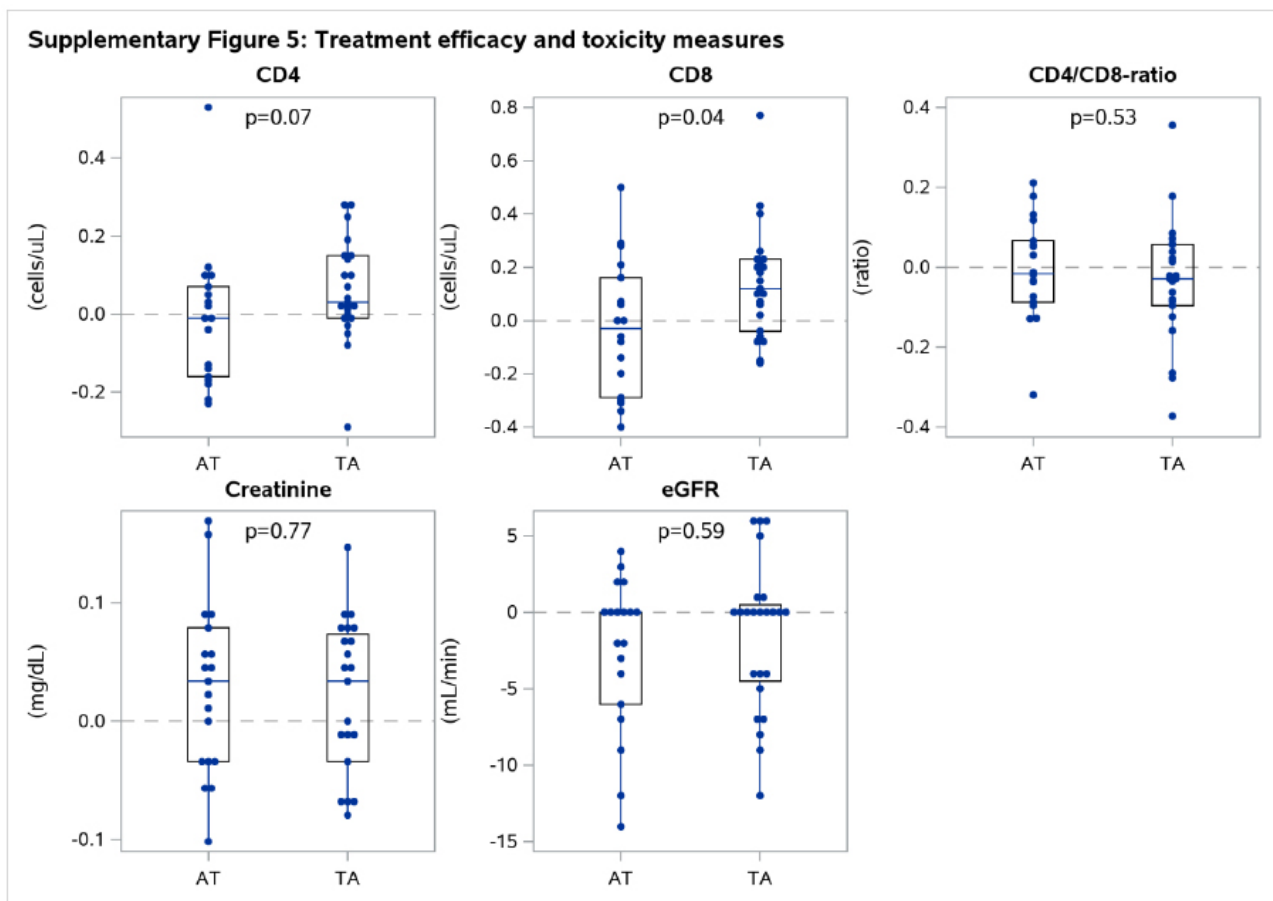 Supplementary Figure 5: Treatment efficacy and toxicity measures
CD4
p=0.07
(cells/uL)
0.4
0.2
0.0
-0.2
AT TA
CD8
p=0.04
(cells/uL)
0.8
0.6
0.4
0.2
0.0
-0.2
-0.4
AT TA
CD4/CD8-ratio
p=0.53
(ratio)
0.4
0.2
0.0
-0.2
-0.4
AT TA
Creatinine
p=0.77
(mg/dL)
0.1
0.0
-0.1
AT TA
eGFR
p=0.59
(mL/min)
5
0
-5
-10
-15
AT TA